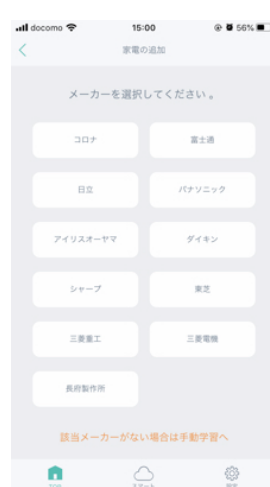 docomo 15:00 56%
家電の追加
メーカーを選択してください。
コロナ 富士通
日立 パナソニック
アイリスオーヤマ ダイキン
シャープ 東芝
三菱重工 三菱電機
長府製作所
該当メーカーがない場合は手動学習へ